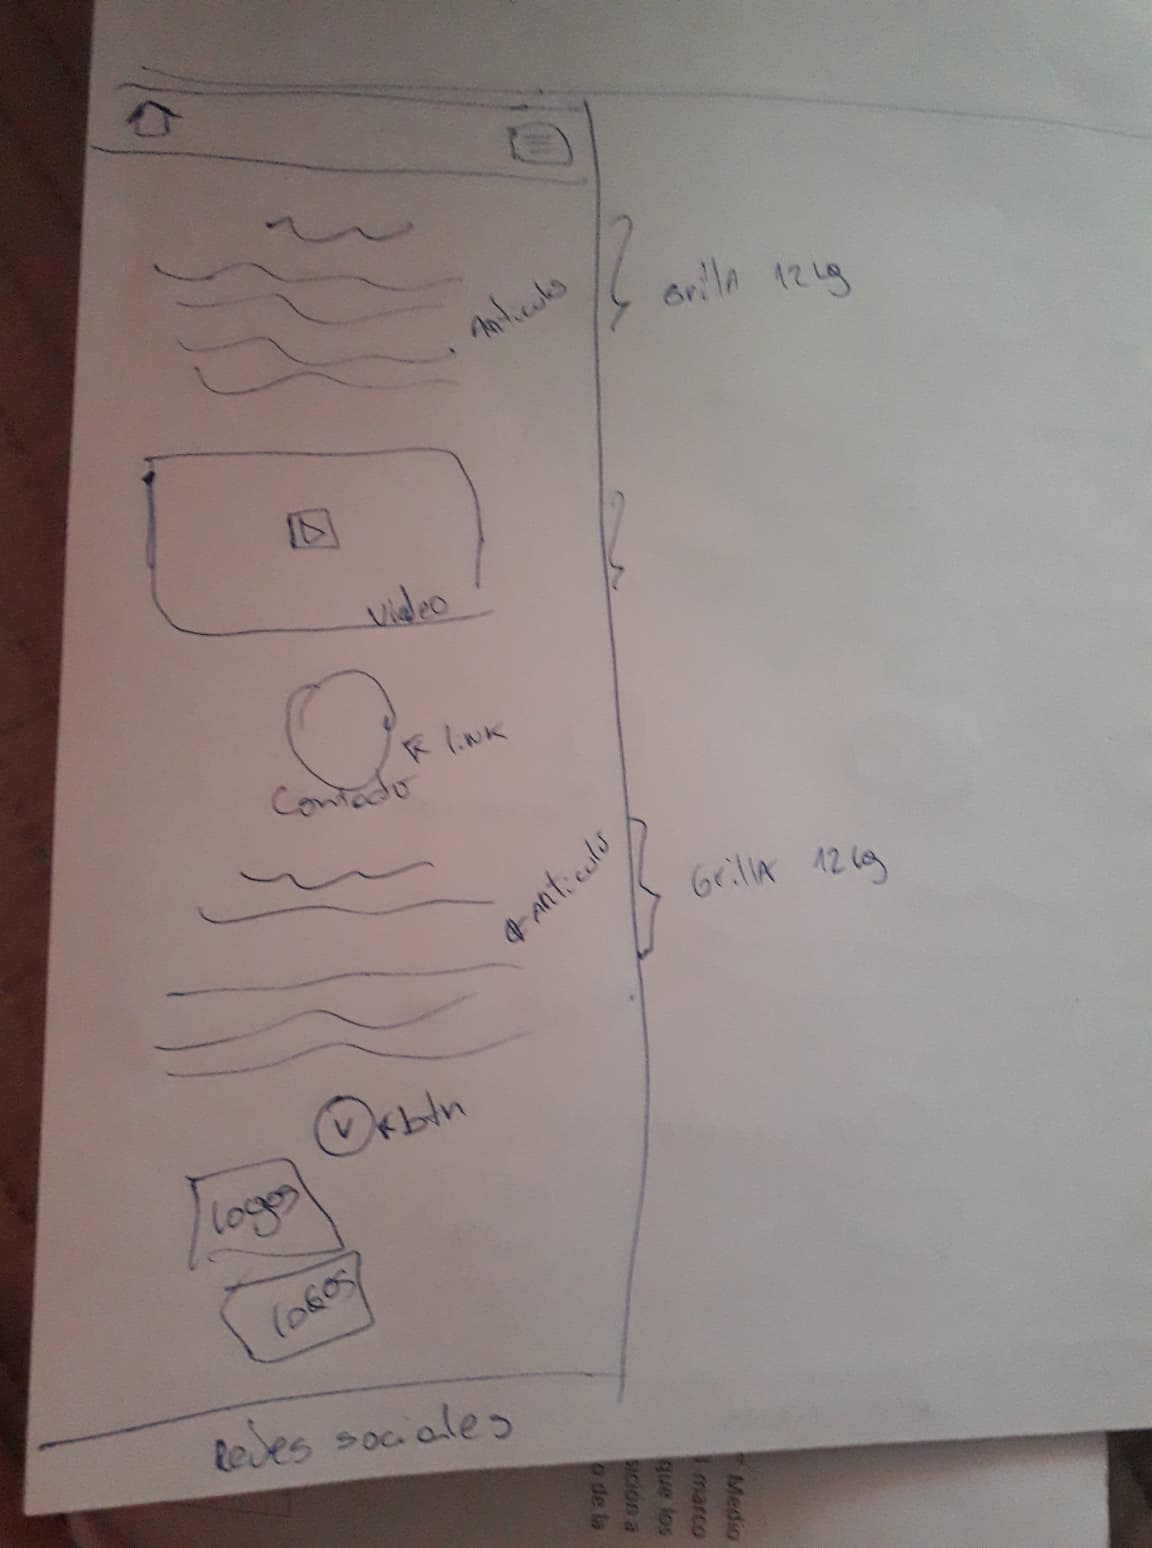 Articulo
Grilla 12 lg
video
link
Contacto
Articulo
Grilla 12 lg
V
btn
Logos
Logos
Redes sociales
Medio
marco
que los
sición a
o de la